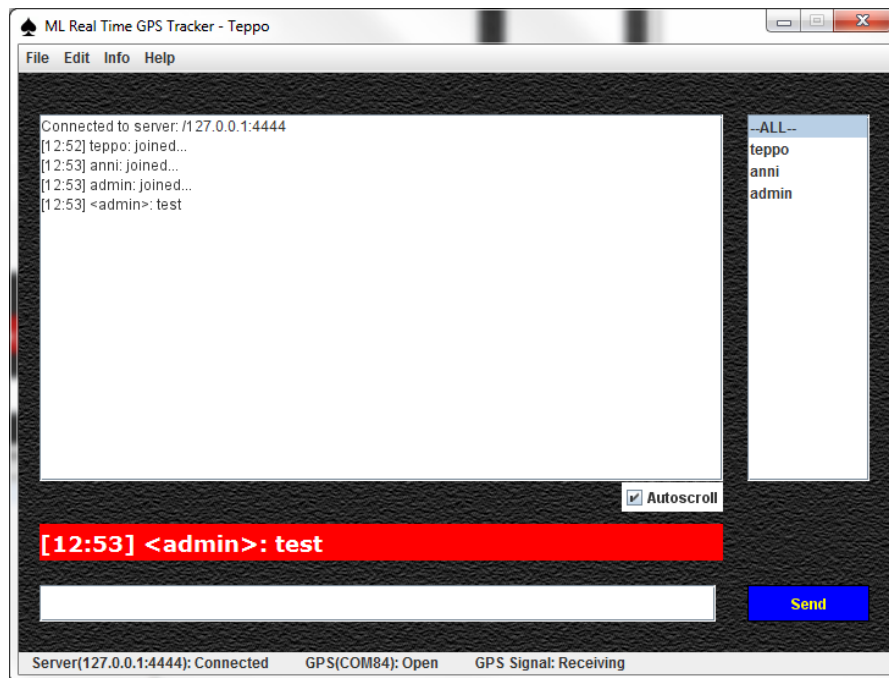 ML Real Time GPS Tracker - Teppo
File Edit Info Help
Connected to server: /127.0.0.1:4444
[12:52] teppo: joined...
[12:53] anni: joined...
[12:53] admin: joined...
[12:53] <admin>: test
--ALL--
teppo
anni
admin
Autoscroll
[12:53] <admin>: test
Send
Server(127.0.0.1:4444): Connected GPS(COM84): Open GPS Signal: Receiving